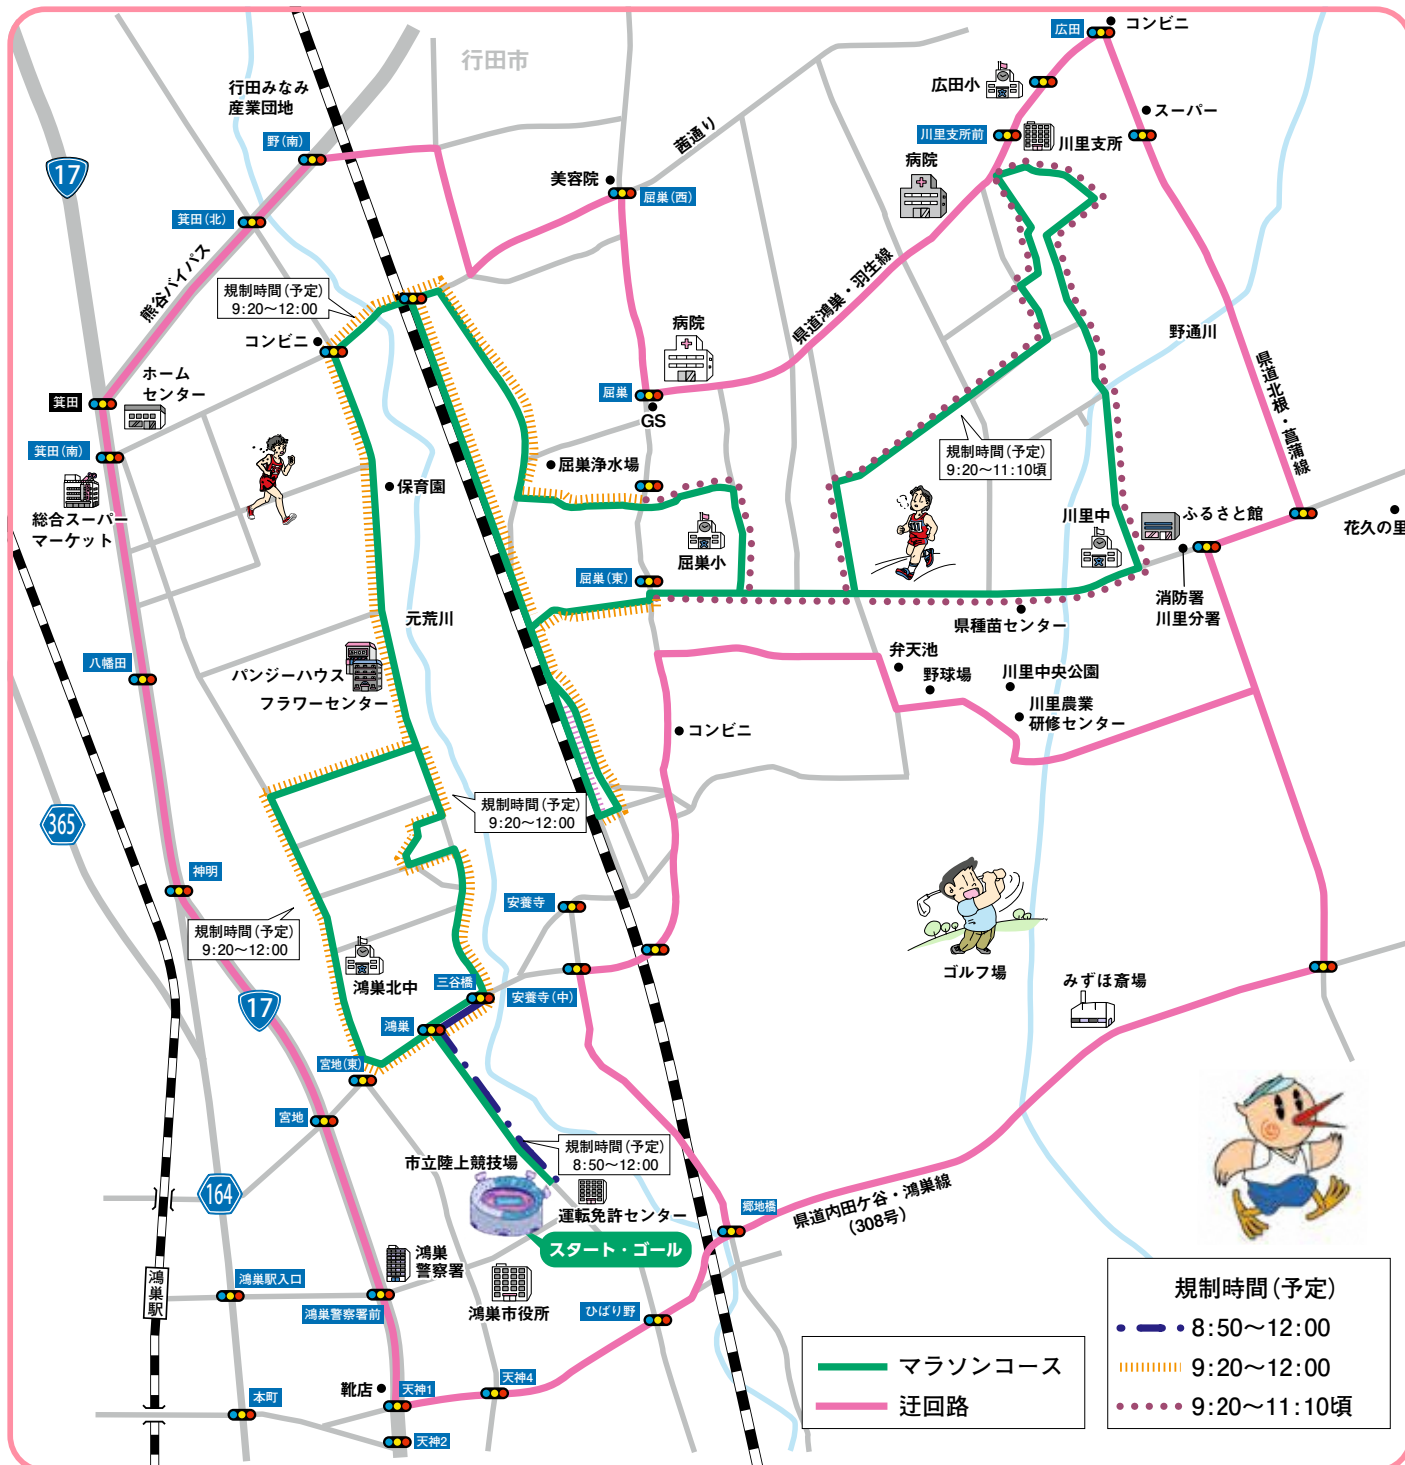 行田市
コンビニ
広田
広田小
スーパー
行田みなみ
産業団地
野(南)
茜通り
川里支所前
川里支所
病院
17
美容院
屈巣(西)
箕田(北)
熊谷バイパス
規制時間(予定)
9:20～12:00
県道鴻巣・羽生線
野通川
コンビニ
病院
ホーム
センター
箕田
県道北根・菖蒲線
屈巣
GS
箕田(南)
規制時間(予定)
9:20～11:10頃
屈巣浄水場
保育園
総合スーパー
マーケット
川里中
ふるさと館
花久の里
屈巣小
屈巣(東)
消防署
川里分署
県種苗センター
元荒川
八幡田
パンジーハウス
フラワーセンター
弁天池
野球場
川里中央公園
川里農業
研修センター
コンビニ
規制時間(予定)
9:20～12:00
365
神明
安養寺
規制時間(予定)
9:20～12:00
ゴルフ場
鴻巣北中
三谷橋
安養寺(中)
みずほ斎場
17
鴻巣
宮地(東)
宮地
規制時間(予定)
8:50～12:00
市立陸上競技場
164
運転免許センター
郷地橋
県道内田ケ谷・鴻巣線
(308号)
スタート・ゴール
鴻巣
警察署
鴻巣駅
鴻巣駅入口
鴻巣警察署前
鴻巣市役所
ひばり野
規制時間(予定)
8:50～12:00
9:20～12:00
9:20～11:10頃
マラソンコース
迂回路
靴店
天神1
天神4
本町
天神2